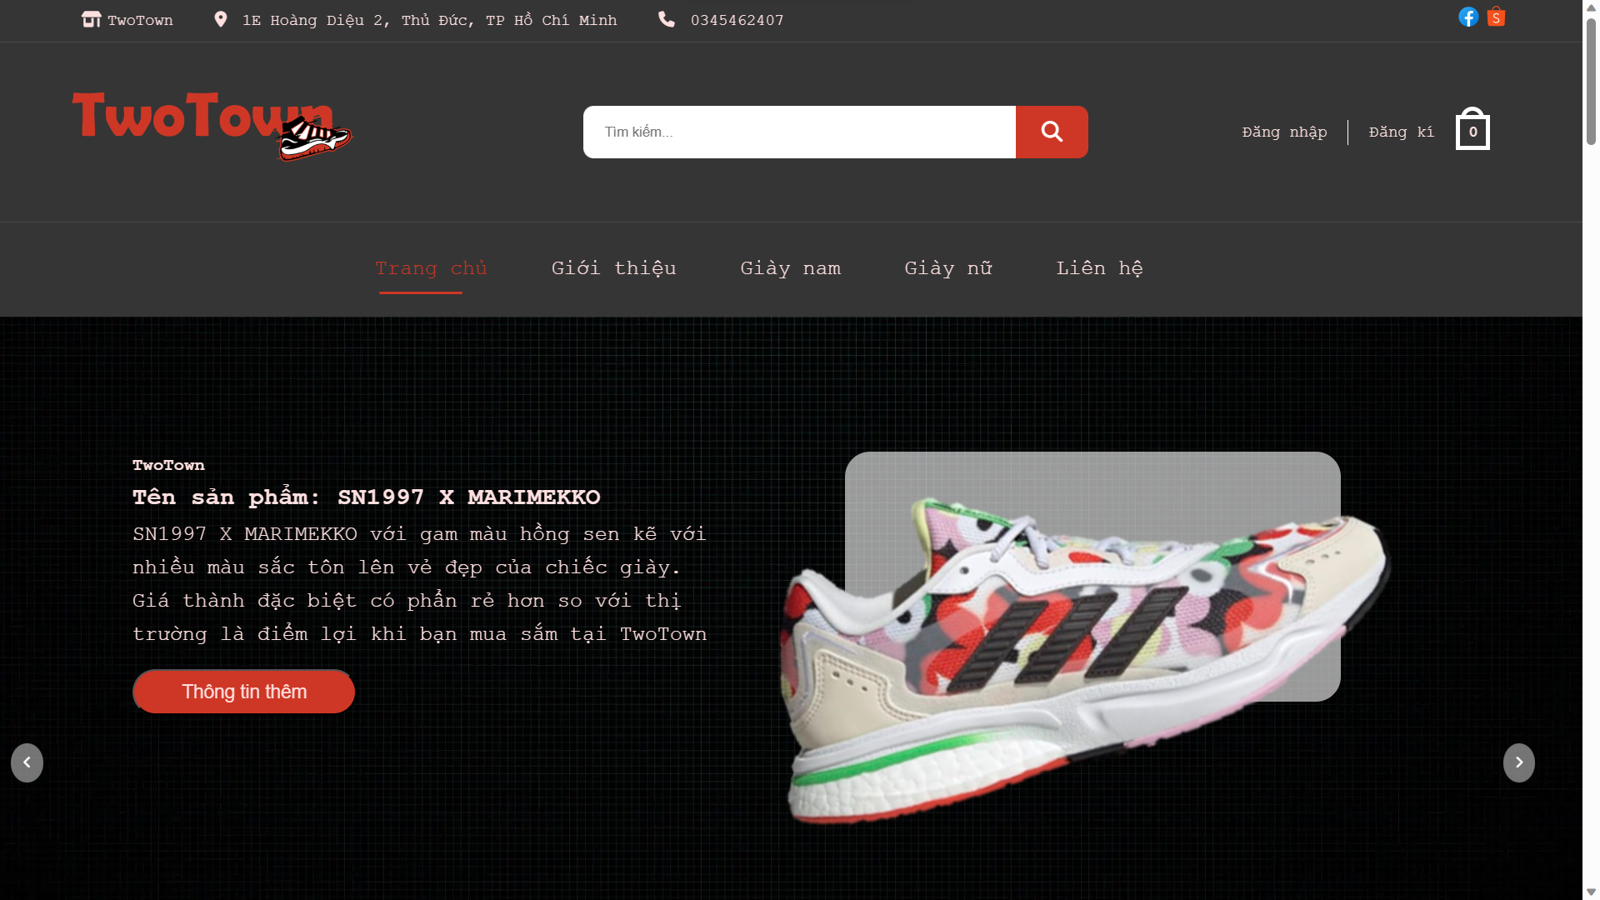 TwoTown
1E Hoàng Diệu 2, Thủ Đức, TP Hồ Chí Minh
0345462407
TwoTown
Tìm kiếm...
Đăng nhập
Đăng kí
0
Trang chủ
Giới thiệu
Giày nam
Giày nữ
Liên hệ
TwoTown
Tên sản phẩm: SN1997 X MARIMEKKO
SN1997 X MARIMEKKO với gam màu hồng sen kẽ với
nhiều màu sắc tôn lên vẻ đẹp của chiếc giày.
Giá thành đặc biệt có phần rẻ hơn so với thị
trường là điểm lợi khi bạn mua sắm tại TwoTown
Thông tin thêm